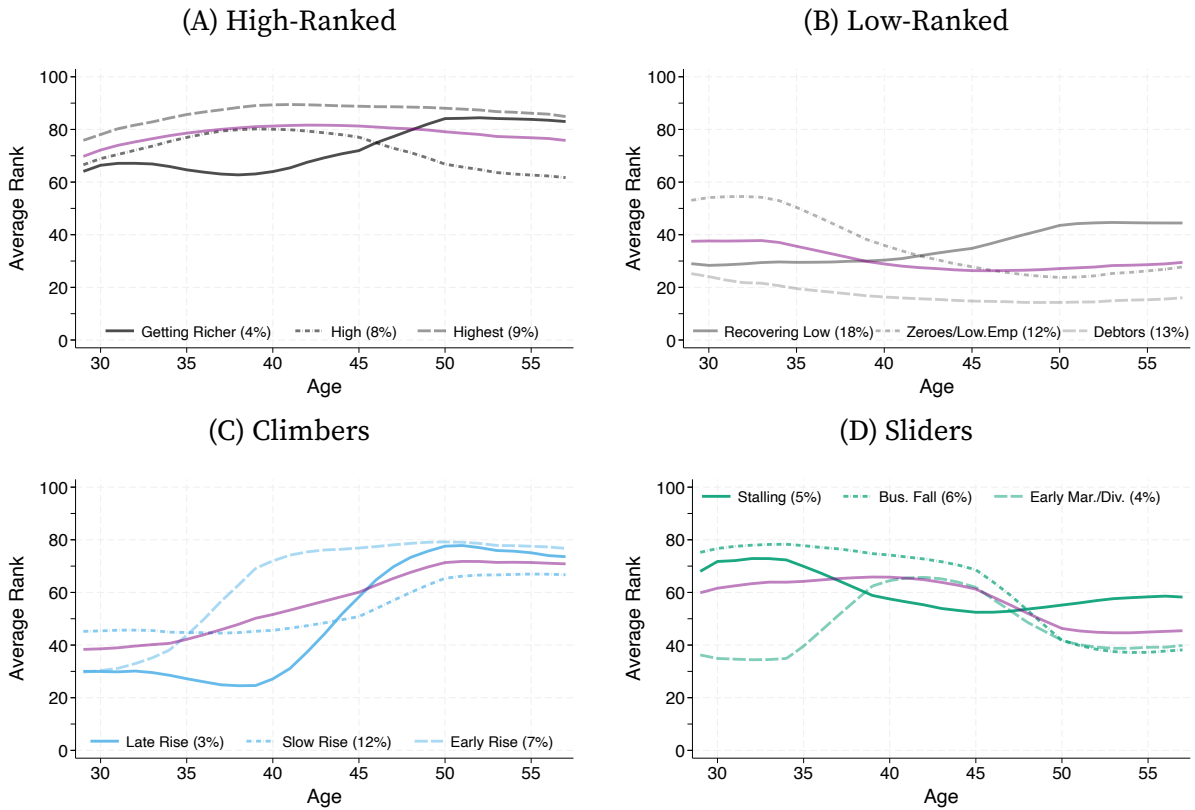 (A) High-Ranked
Average Rank
100
80
60
40
20
0
Getting Richer (4%) High (8%) Highest (9%)
30 35 40 45 50 55
Age
(B) Low-Ranked
Average Rank
100
80
60
40
20
0
Recovering Low (18%) Zeroes/Low.Emp (12%) Debtors (13%)
30 35 40 45 50 55
Age
(C) Climbers
Average Rank
100
80
60
40
20
0
Late Rise (3%) Slow Rise (12%) Early Rise (7%)
30 35 40 45 50 55
Age
(D) Sliders
Average Rank
Stalling (5%) Bus. Fall (6%) Early Mar./Div. (4%)
100
80
60
40
20
0
30 35 40 45 50 55
Age